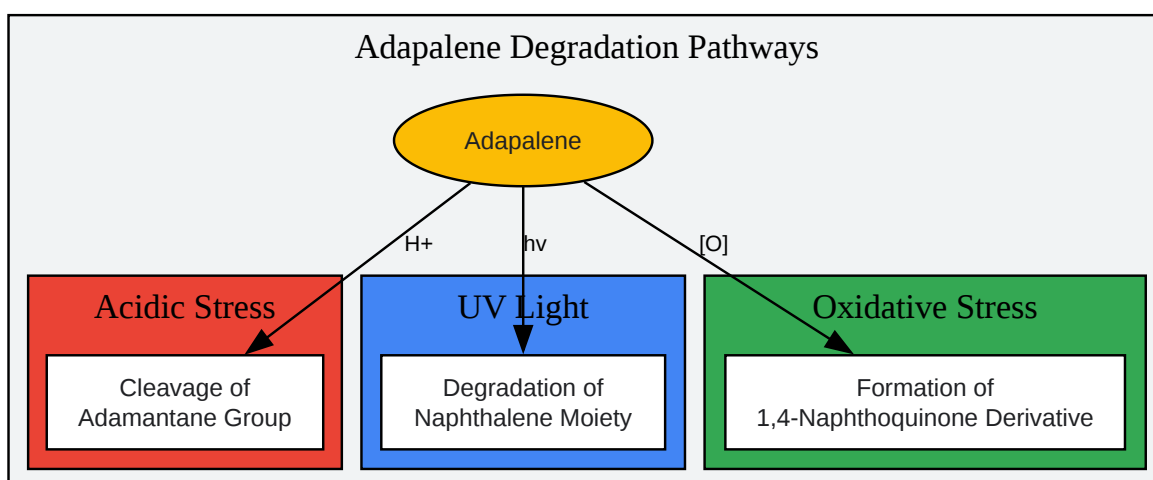 Adapalene Degradation Pathways
Adapalene
H+
hv
[O]
Acidic Stress
UV Light
Oxidative Stress
Cleavage of
Adamantane Group
Degradation of
Naphthalene Moiety
Formation of
1,4-Naphthoquinone Derivative